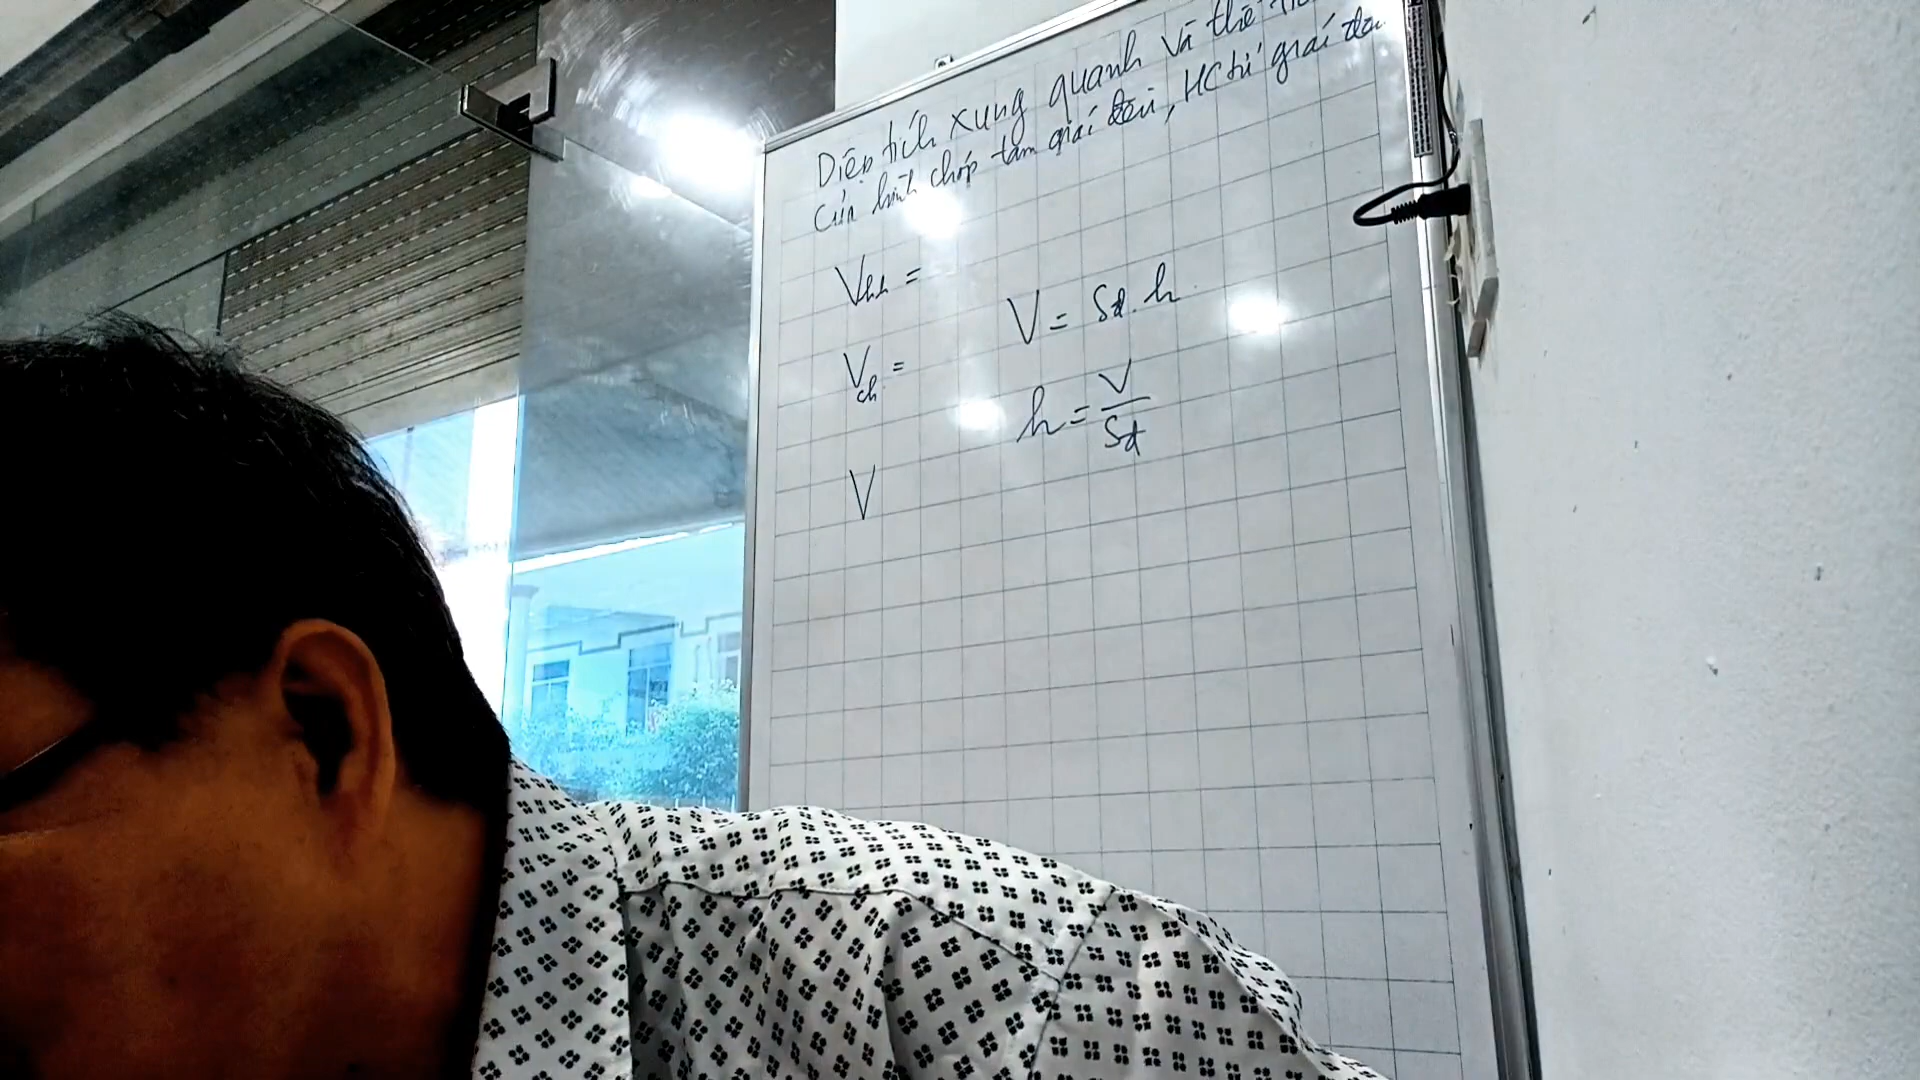 Diện tích xung quanh và thể
của hình chóp tam giác đều, HC tứ giác đều
Vhh =
V = Sđ. h
Vch =
h = V / Sđ
V